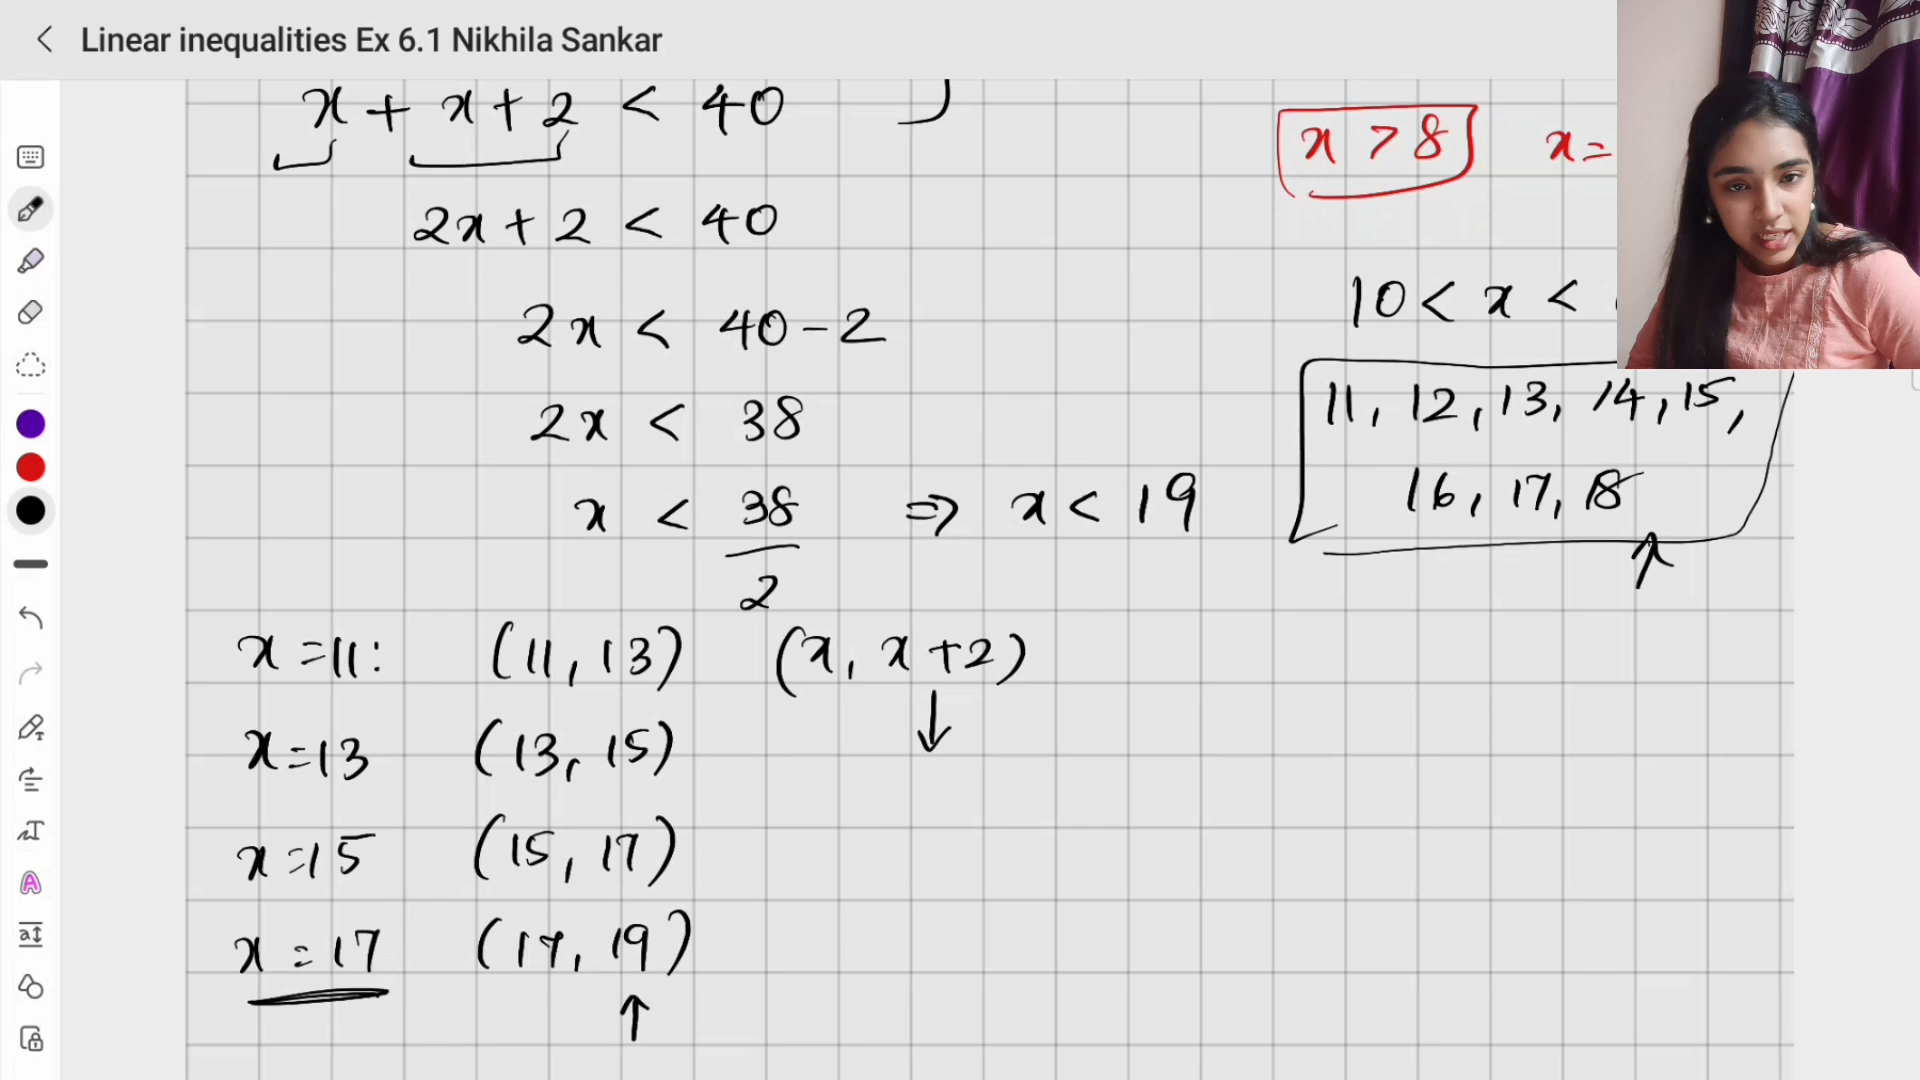 Linear inequalities Ex 6.1 Nikhila Sankar
x + x + 2 < 40
2x + 2 < 40
2x < 40 - 2
2x < 38
x < 38/2 ⇒ x < 19
x = 11: (11, 13) (x, x + 2)
↓
x = 13 (13, 15)
x = 15 (15, 17)
x = 17 (17, 19)
↑
x > 8 x =
10 < x <
11, 12, 13, 14, 15,
16, 17, 18
↑